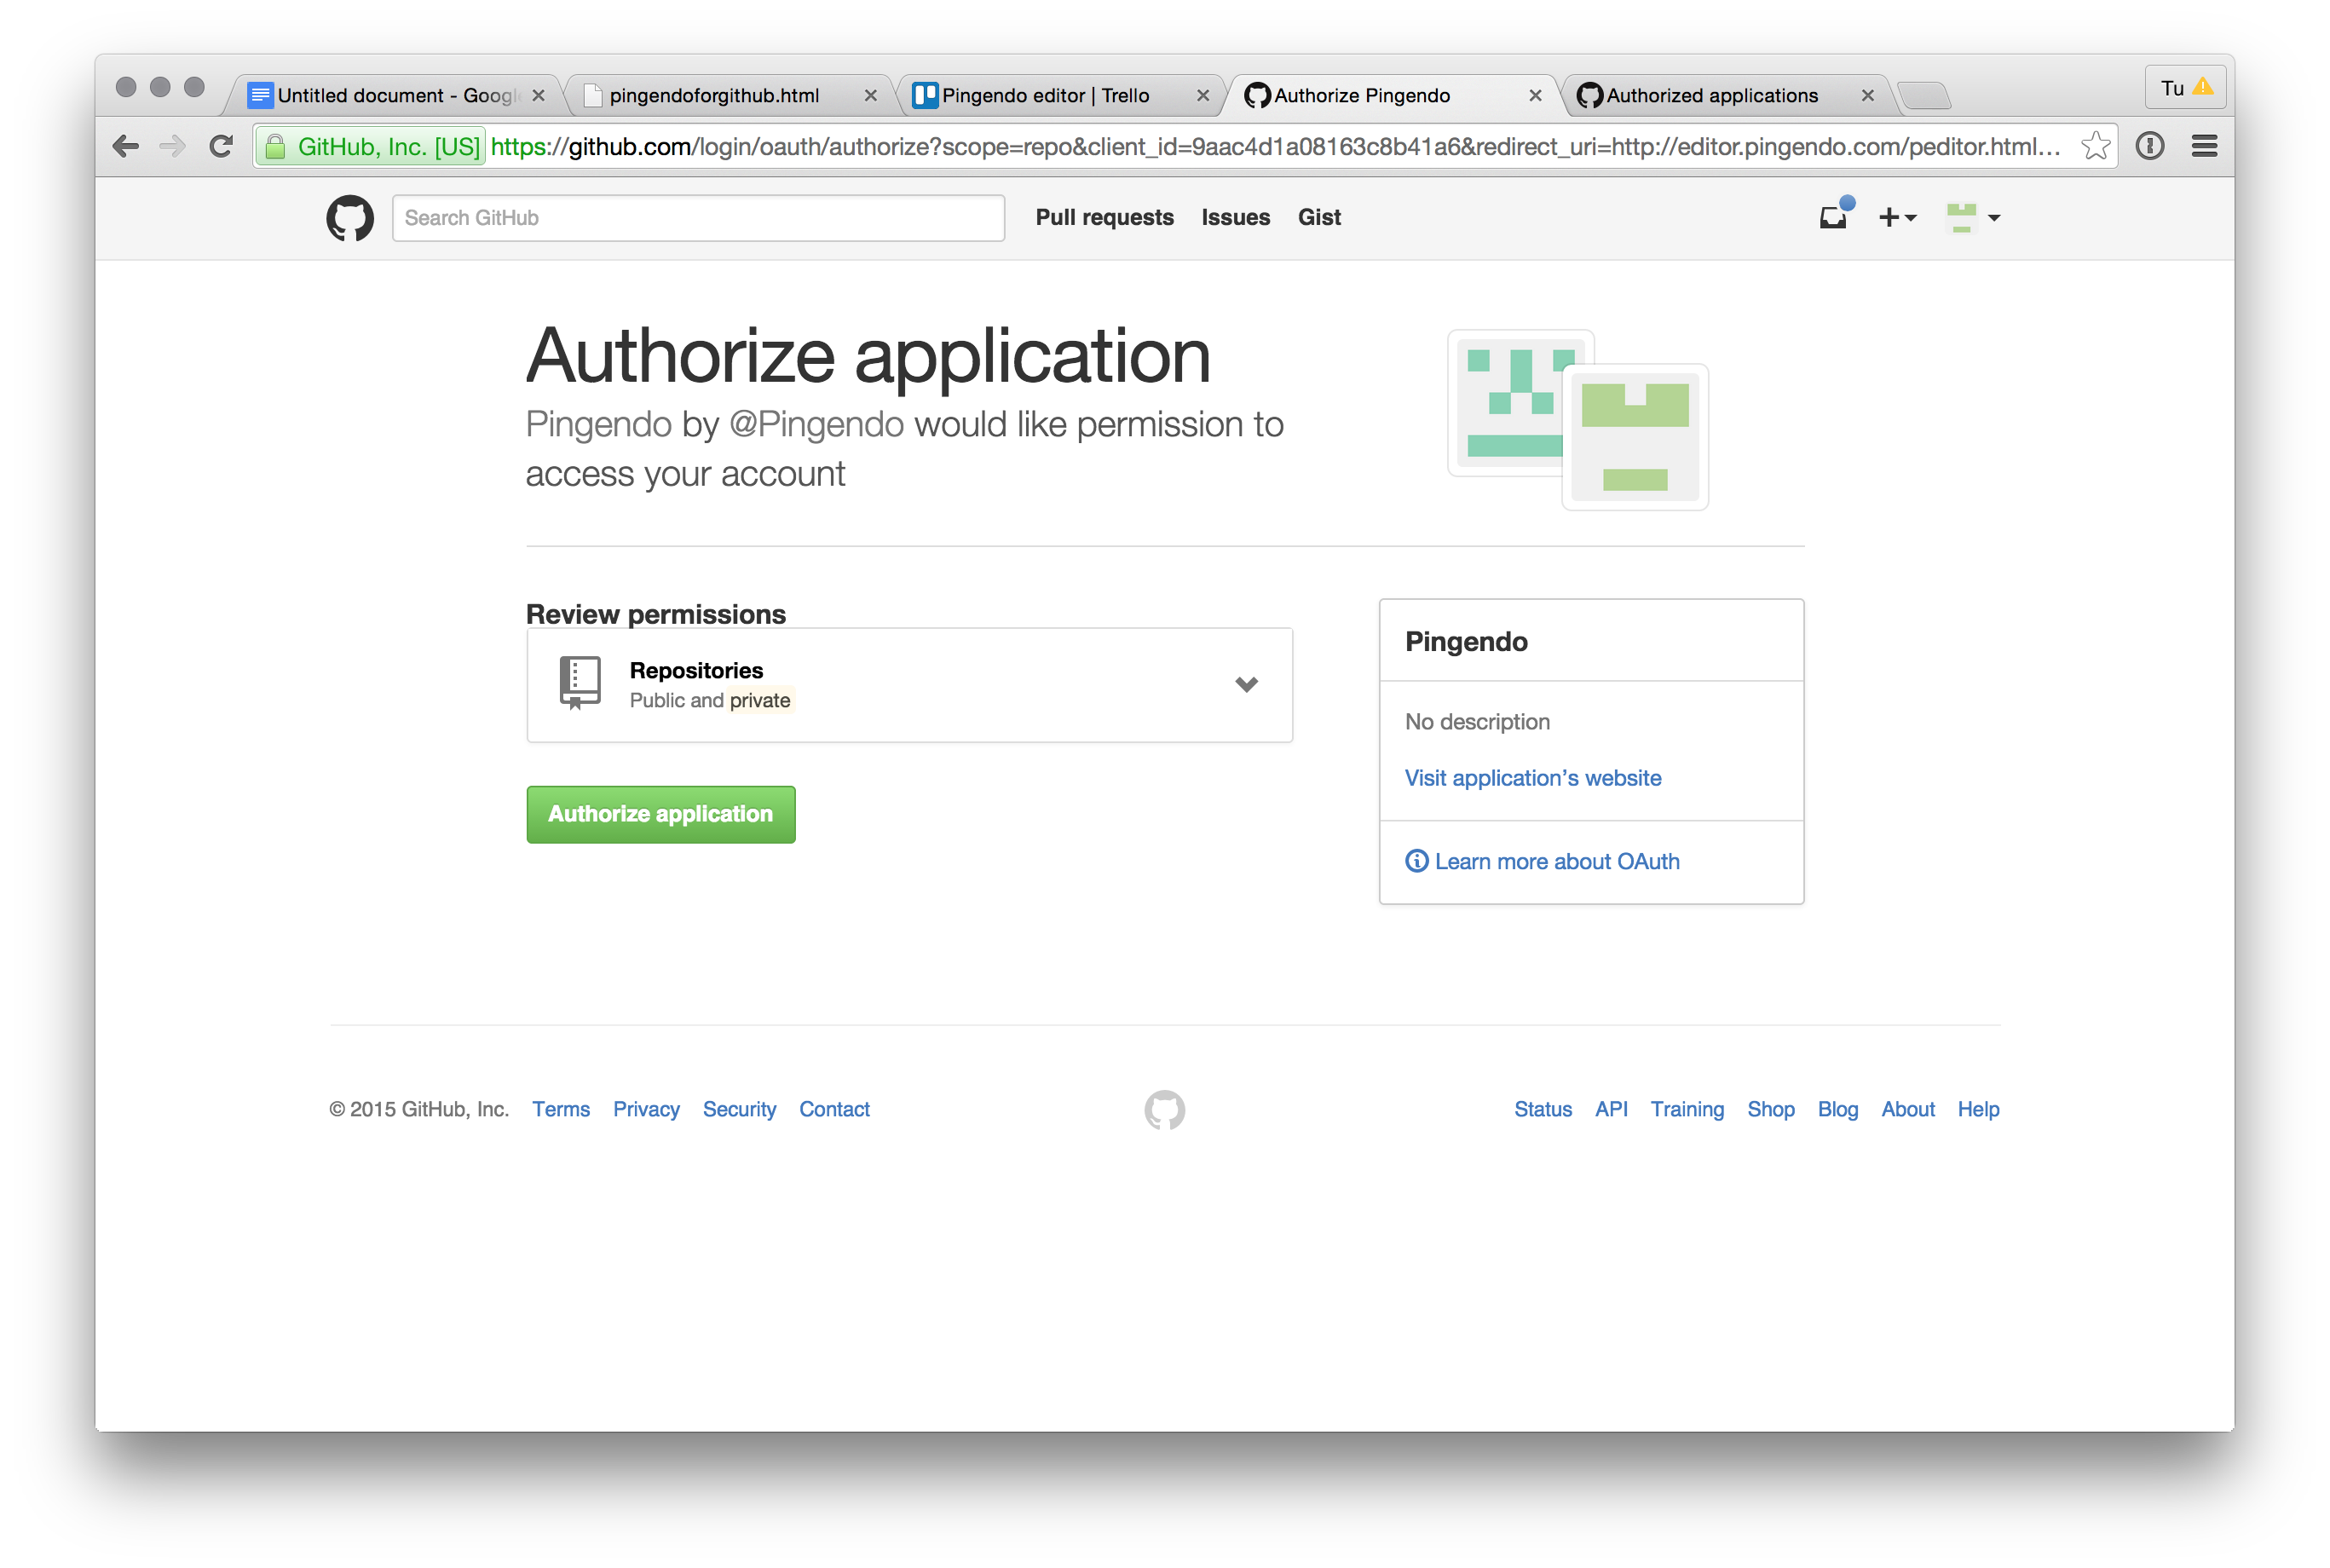 Untitled document - Googl
pingendoforgithub.html
Pingendo editor | Trello
Authorize Pingendo
Authorized applications
Tu
GitHub, Inc. [US] https://github.com/login/oauth/authorize?scope=repo&client_id=9aac4d1a08163c8b41a6&redirect_uri=http://editor.pingendo.com/peditor.html...
Search GitHub
Pull requests Issues Gist
Authorize application
Pingendo by @Pingendo would like permission to
access your account
Review permissions
Repositories
Public and private
Authorize application
Pingendo
No description
Visit application’s website
Learn more about OAuth
© 2015 GitHub, Inc. Terms Privacy Security Contact
Status API Training Shop Blog About Help